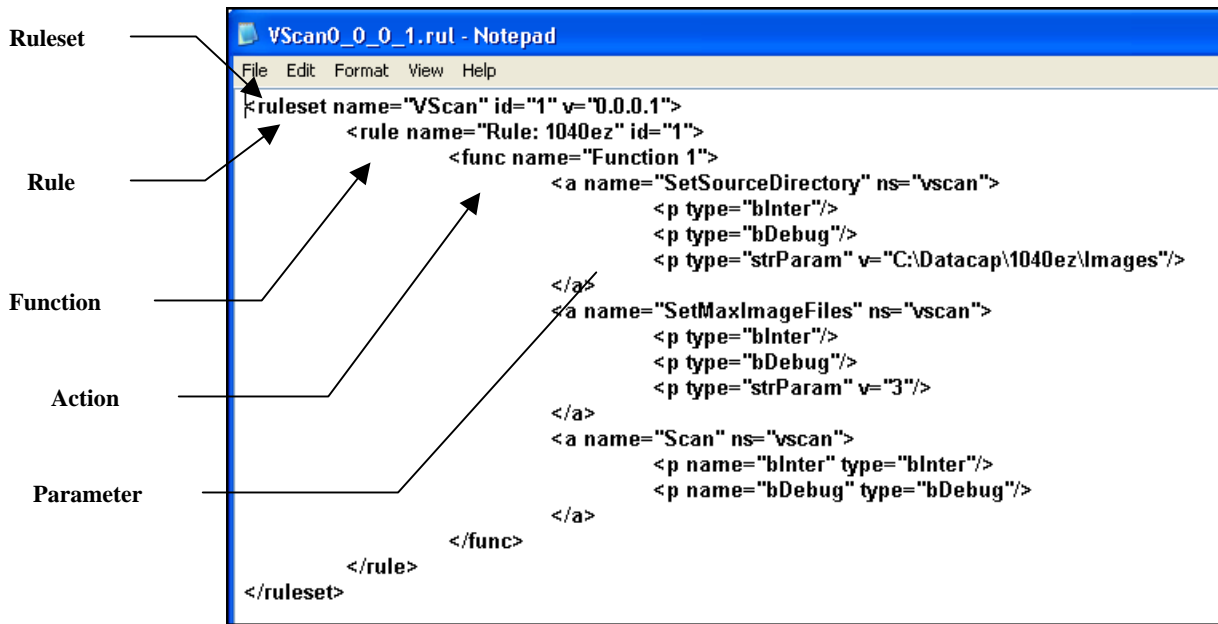 Ruleset
Rule
Function
Action
Parameter
VScan0_0_0_1.rul - Notepad
File Edit Format View Help
<ruleset name="VScan" id="1" v="0.0.0.1">
<rule name="Rule: 1040ez" id="1">
<func name="Function 1">
<a name="SetSourceDirectory" ns="vscan">
<p type="bInter"/>
<p type="bDebug"/>
<p type="strParam" v="C:\Datacap\1040ez\Images"/>
</a>
<a name="SetMaxImageFiles" ns="vscan">
<p type="bInter"/>
<p type="bDebug"/>
<p type="strParam" v="3"/>
</a>
<a name="Scan" ns="vscan">
<p name="bInter" type="bInter"/>
<p name="bDebug" type="bDebug"/>
</a>
</func>
</rule>
</ruleset>